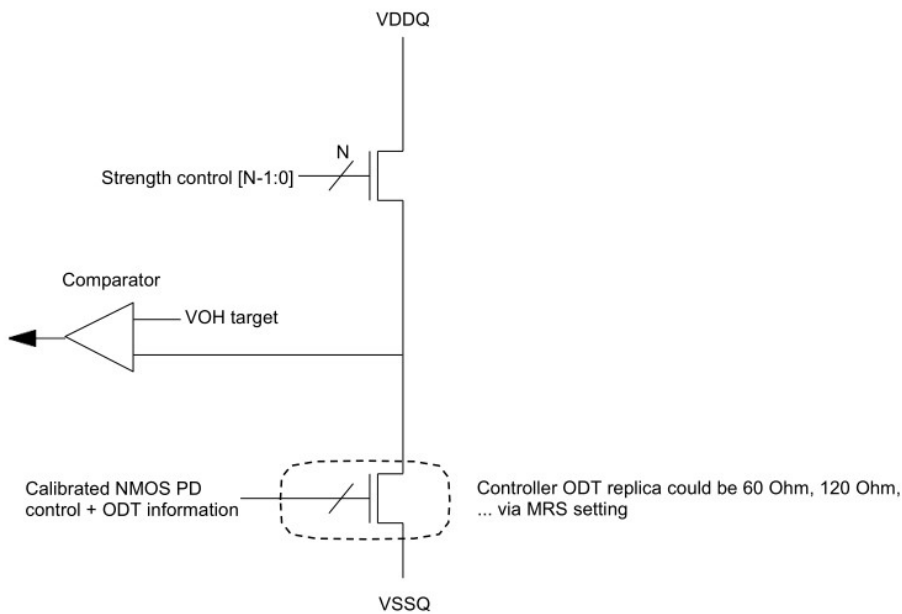 VDDQ
N
Strength control [N-1:0]
Comparator
VOH target
Calibrated NMOS PD
control + ODT information
Controller ODT replica could be 60 Ohm, 120 Ohm,
... via MRS setting
VSSQ